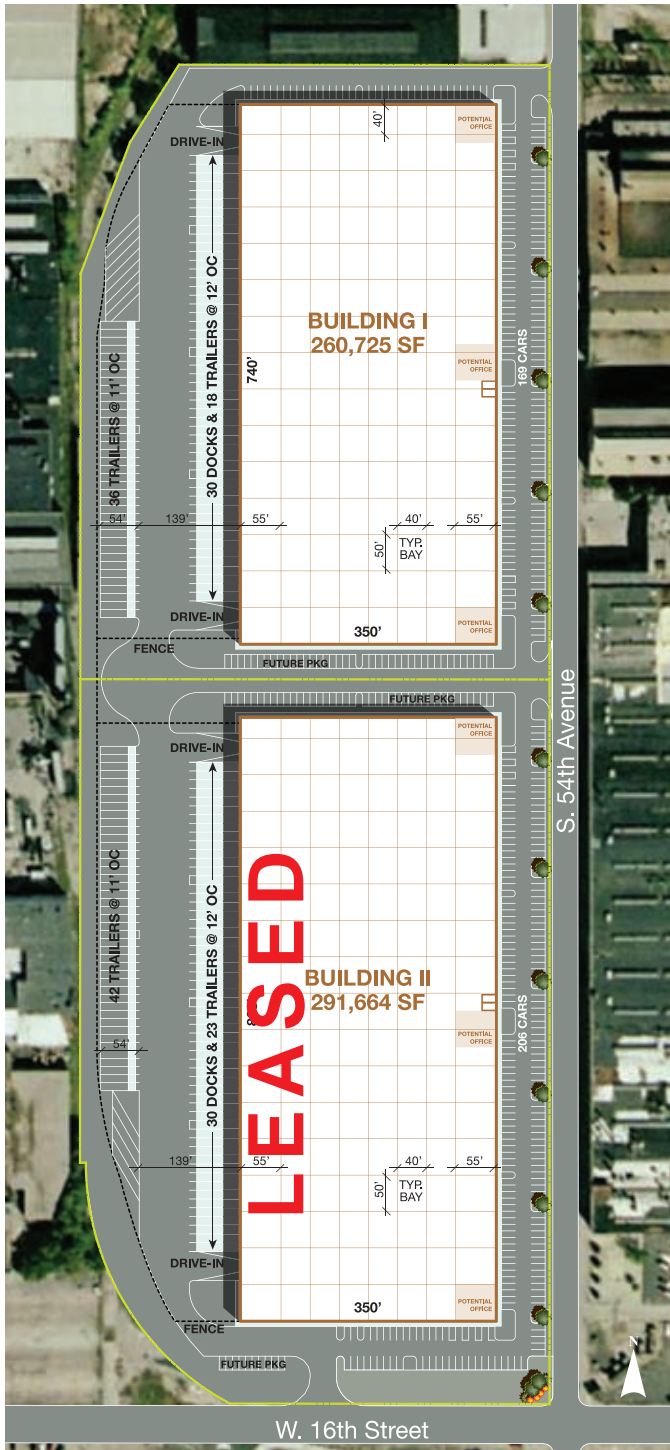 40'
POTENTIAL
OFFICE
DRIVE-IN
30 DOCKS & 18 TRAILERS @ 12' OC
BUILDING I
260,725 SF
740'
POTENTIAL
OFFICE
169 CARS
36 TRAILERS @ 11' OC
54'
139'
55'
40'
55'
50'
TYP.
BAY
DRIVE-IN
350'
POTENTIAL
OFFICE
FENCE
FUTURE PKG
FUTURE PKG
POTENTIAL
OFFICE
DRIVE-IN
S. 54th Avenue
42 TRAILERS @ 11' OC
30 DOCKS & 23 TRAILERS @ 12' OC
LEASED
BUILDING II
291,664 SF
POTENTIAL
OFFICE
206 CARS
54'
139'
55'
40'
55'
50'
TYP.
BAY
DRIVE-IN
350'
POTENTIAL
OFFICE
FENCE
FUTURE PKG
N
W. 16th Street